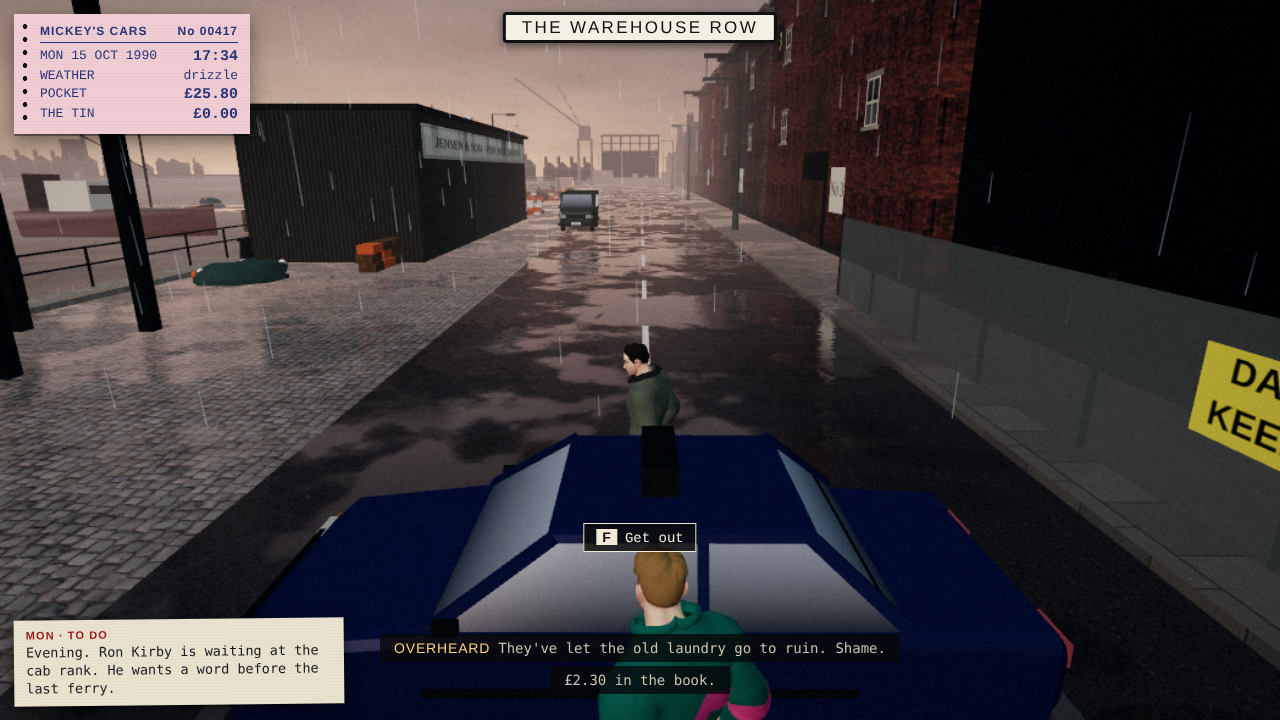 MICKEY'S CARS No 00417
MON 15 OCT 1990 17:34
WEATHER drizzle
POCKET £25.80
THE TIN £0.00
THE WAREHOUSE ROW
JENSEN & SON
No.3
DA
KEE
F Get out
MON · TO DO
Evening. Ron Kirby is waiting at the
cab rank. He wants a word before the
last ferry.
OVERHEARD They've let the old laundry go to ruin. Shame.
£2.30 in the book.